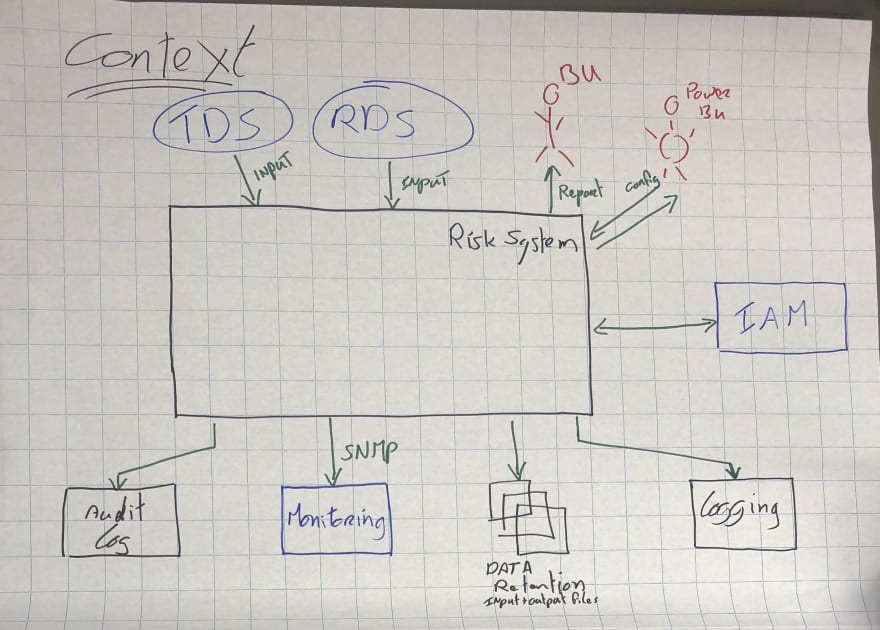 Context
TDS
RDS
BU
Power
BU
INPUT
INPUT
Report
config
Risk System
IAM
SNMP
Audit
Log
Monitoring
Logging
DATA
Retention
Input+output files